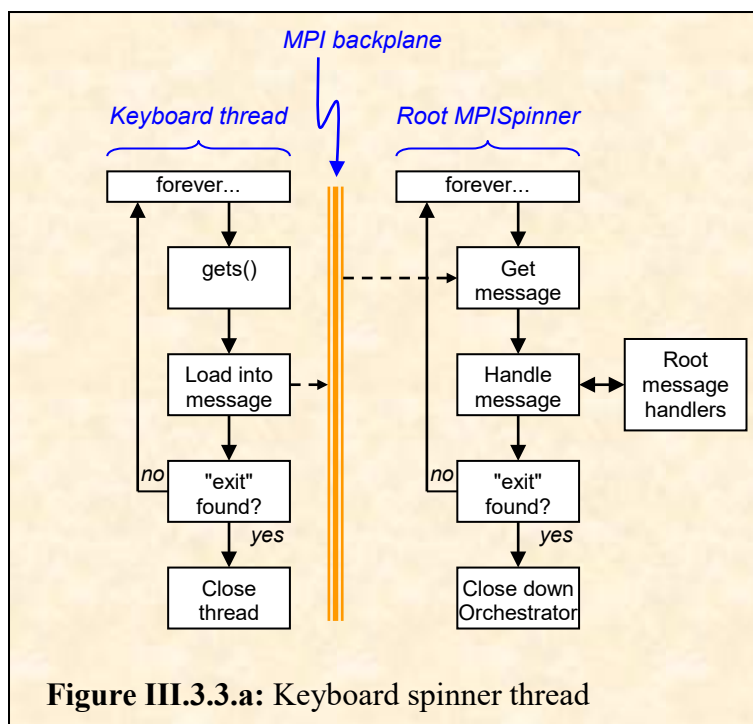 MPI backplane
Keyboard thread
Root MPISpinner
forever...
forever...
gets()
Get
message
Load into
message
Handle
message
Root
message
handlers
no
"exit"
found?
yes
no
"exit"
found?
yes
Close
thread
Close down
Orchestrator
Figure III.3.3.a: Keyboard spinner thread